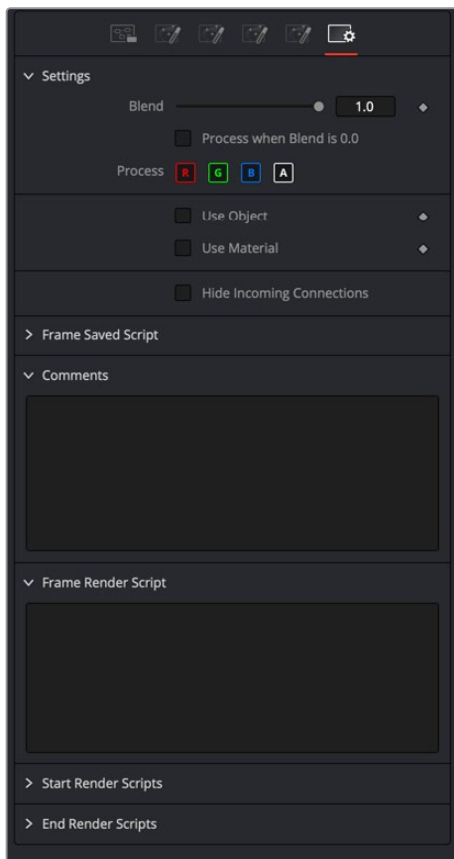 Settings
Blend 1.0
Process when Blend is 0.0
Process R G B A
Use Object
Use Material
Hide Incoming Connections
Frame Saved Script
Comments
Frame Render Script
Start Render Scripts
End Render Scripts